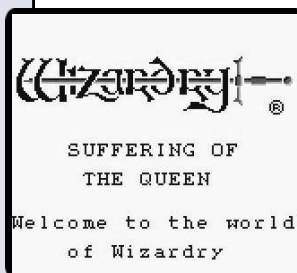 Wizardry ®
SUFFERING OF
THE QUEEN
Welcome to the world
of Wizardry